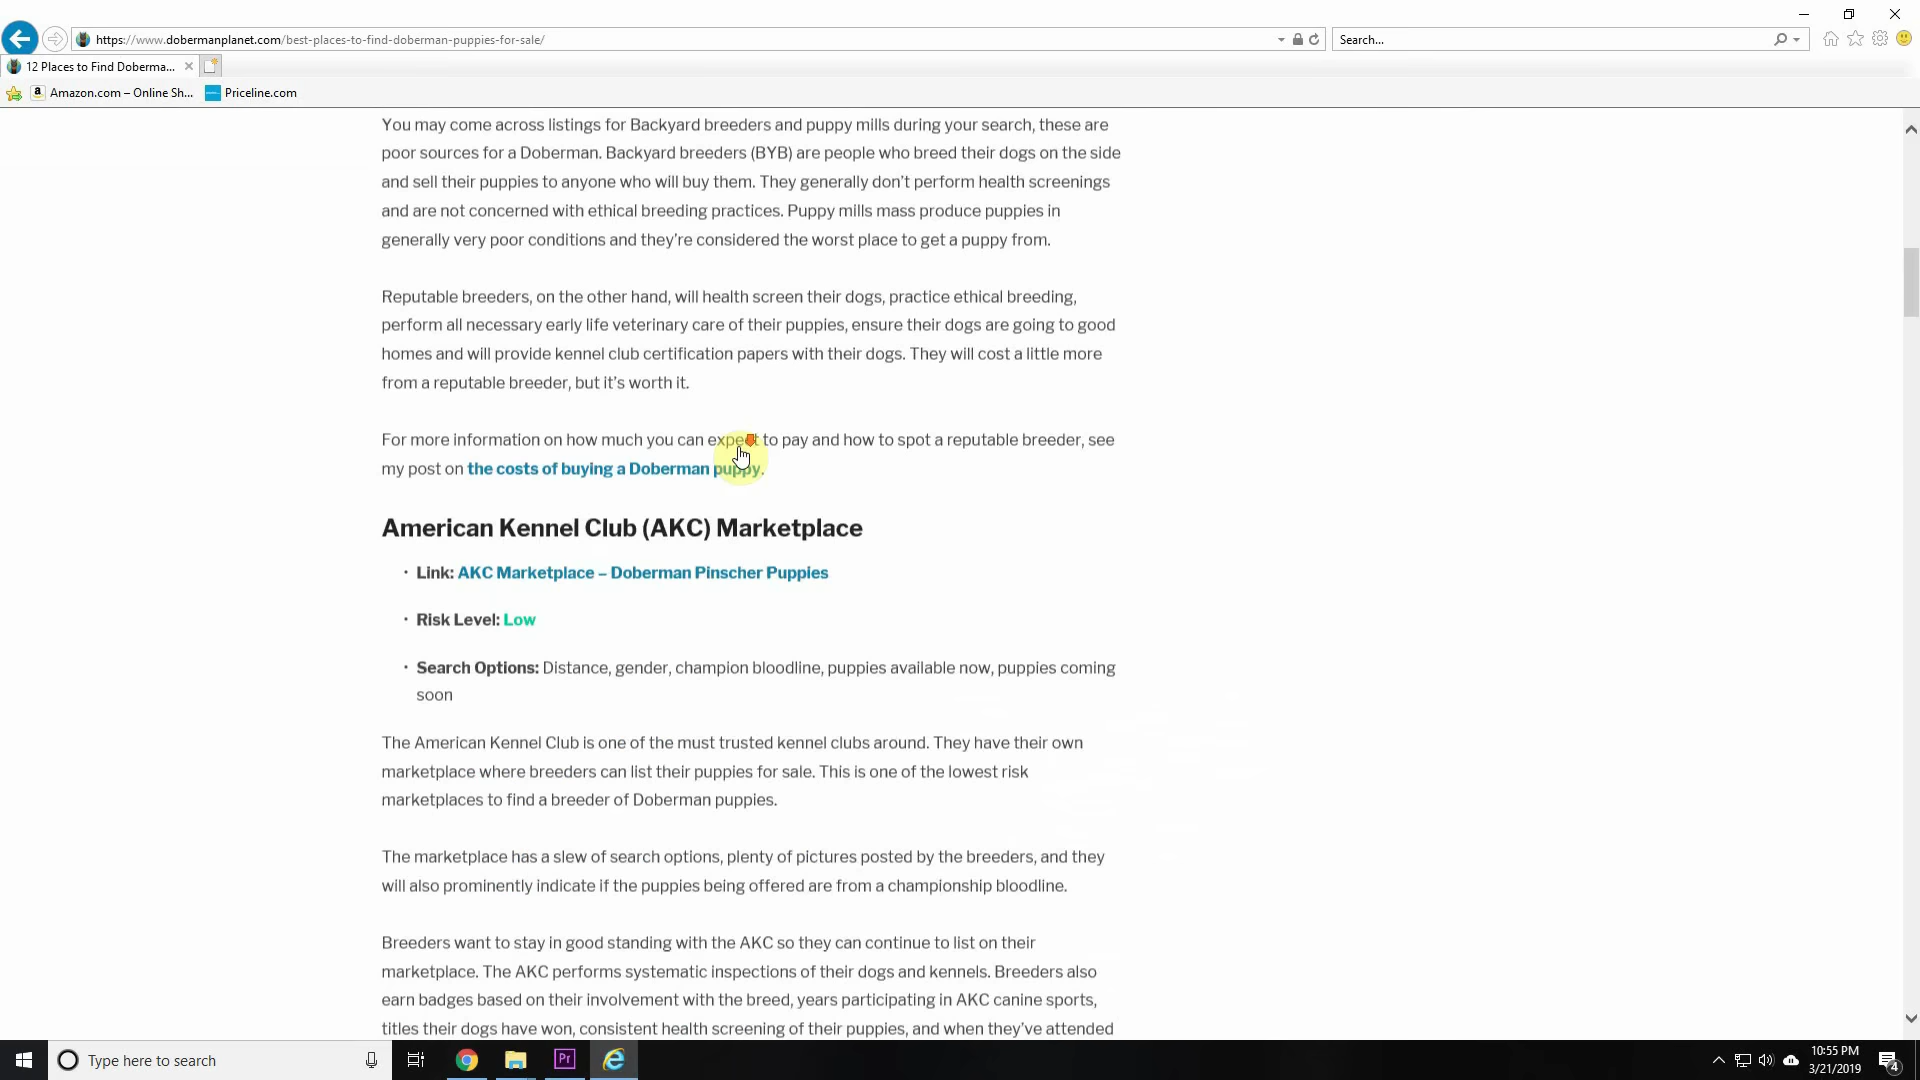 https://www.dobermanplanet.com/best-places-to-find-doberman-puppies-for-sale/
Search...
12 Places to Find Doberma...
Amazon.com – Online Sh...
Priceline.com
You may come across listings for Backyard breeders and puppy mills during your search, these are
poor sources for a Doberman. Backyard breeders (BYB) are people who breed their dogs on the side
and sell their puppies to anyone who will buy them. They generally don’t perform health screenings
and are not concerned with ethical breeding practices. Puppy mills mass produce puppies in
generally very poor conditions and they’re considered the worst place to get a puppy from.
Reputable breeders, on the other hand, will health screen their dogs, practice ethical breeding,
perform all necessary early life veterinary care of their puppies, ensure their dogs are going to good
homes and will provide kennel club certification papers with their dogs. They will cost a little more
from a reputable breeder, but it’s worth it.
For more information on how much you can expect to pay and how to spot a reputable breeder, see
my post on the costs of buying a Doberman puppy.
American Kennel Club (AKC) Marketplace
• Link: AKC Marketplace – Doberman Pinscher Puppies
• Risk Level: Low
• Search Options: Distance, gender, champion bloodline, puppies available now, puppies coming
soon
The American Kennel Club is one of the must trusted kennel clubs around. They have their own
marketplace where breeders can list their puppies for sale. This is one of the lowest risk
marketplaces to find a breeder of Doberman puppies.
The marketplace has a slew of search options, plenty of pictures posted by the breeders, and they
will also prominently indicate if the puppies being offered are from a championship bloodline.
Breeders want to stay in good standing with the AKC so they can continue to list on their
marketplace. The AKC performs systematic inspections of their dogs and kennels. Breeders also
earn badges based on their involvement with the breed, years participating in AKC canine sports,
titles their dogs have won, consistent health screening of their puppies, and when they’ve attended
Type here to search
Pr
10:55 PM
3/21/2019
4